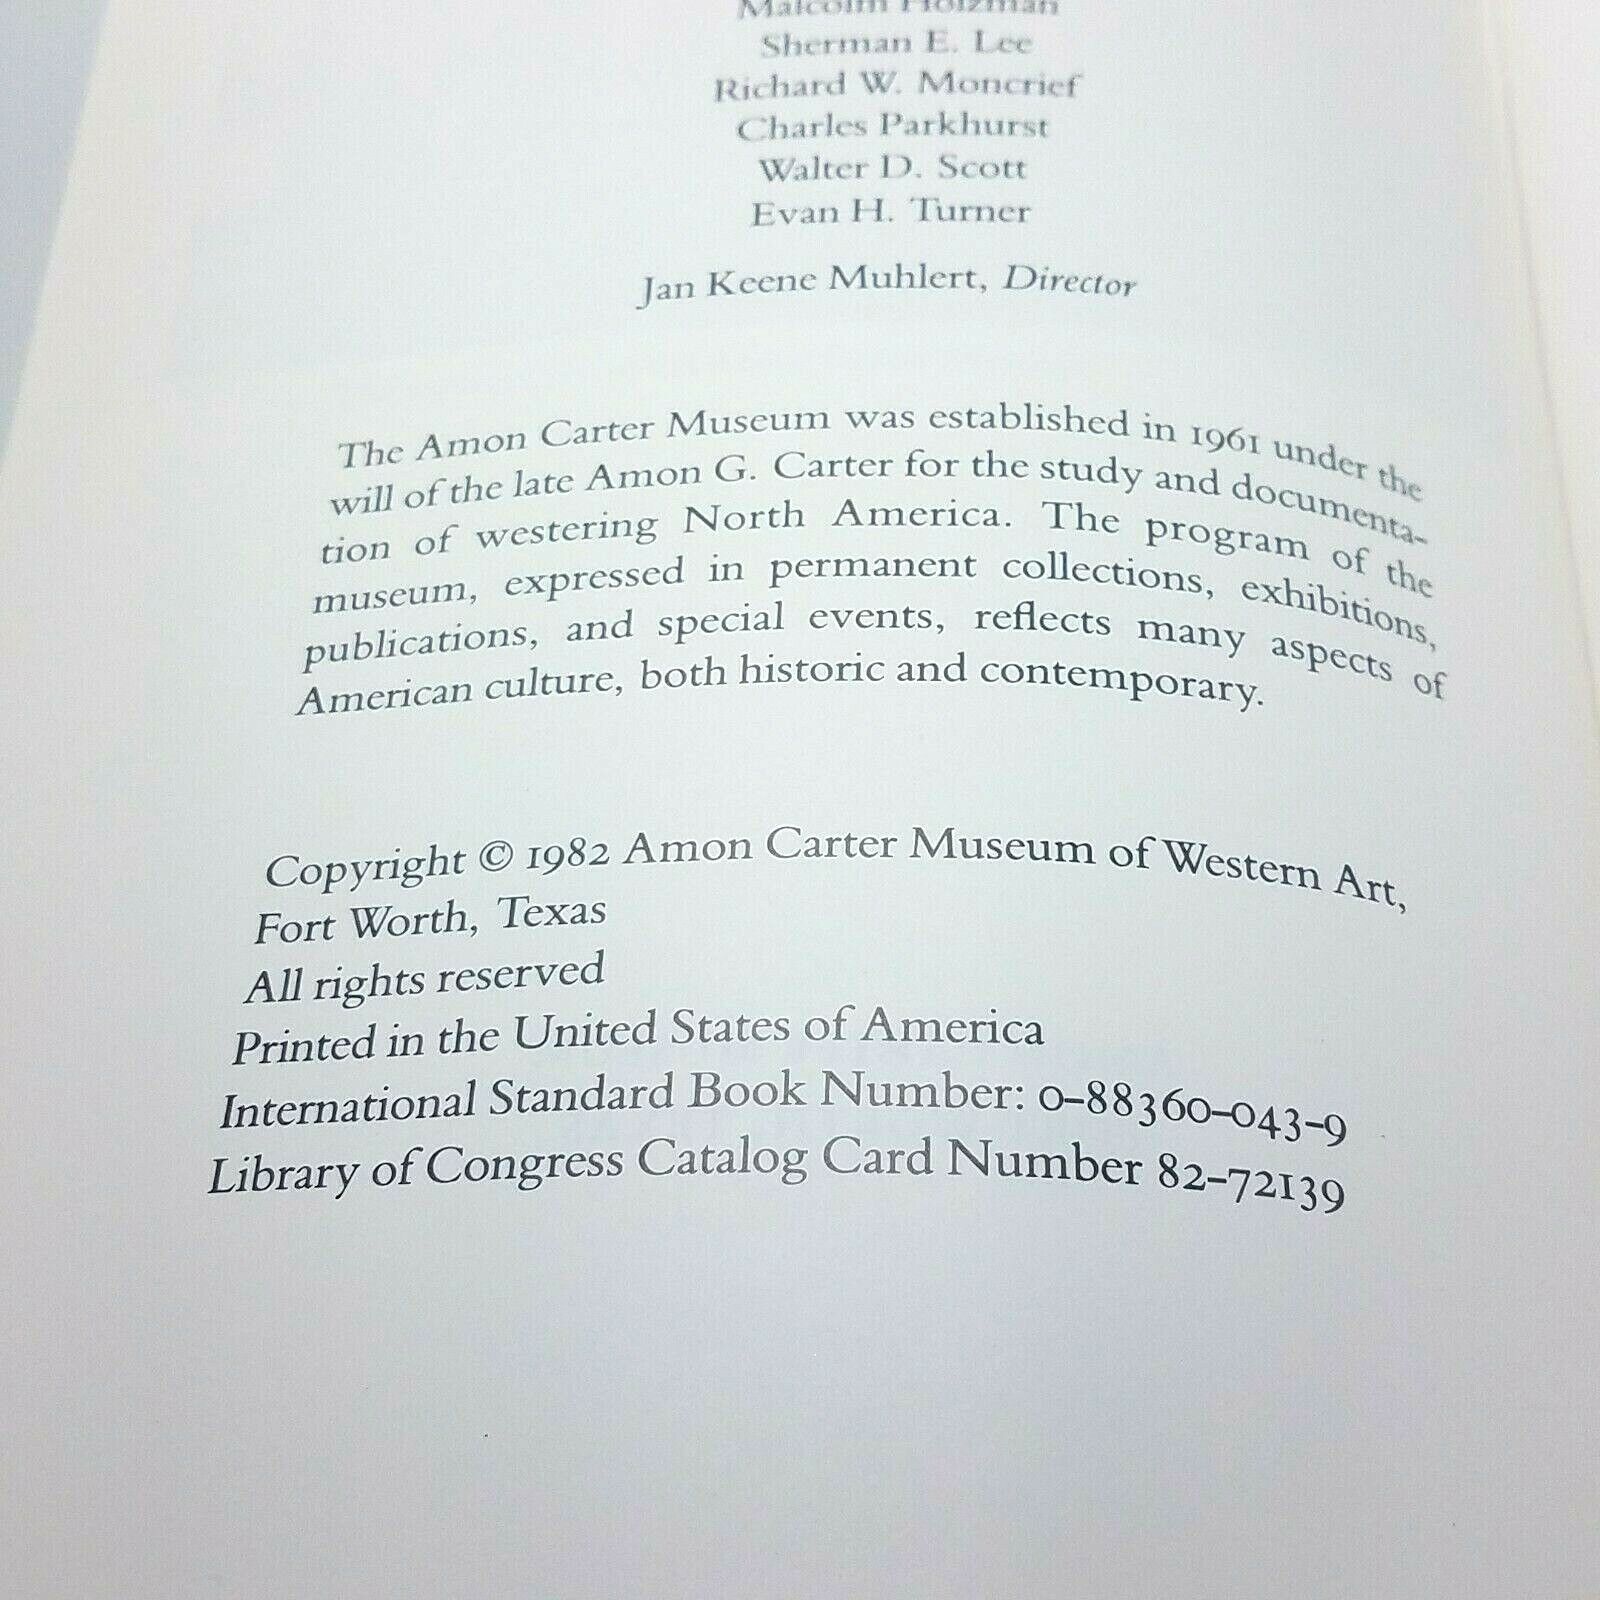 Malcolm Holzman
Sherman E. Lee
Richard W. Moncrief
Charles Parkhurst
Walter D. Scott
Evan H. Turner
Jan Keene Muhlert, Director
The Amon Carter Museum was established in 1961 under the
will of the late Amon G. Carter for the study and documenta-
tion of westering North America. The program of the
museum, expressed in permanent collections, exhibitions,
publications, and special events, reflects many aspects of
American culture, both historic and contemporary.
Copyright © 1982 Amon Carter Museum of Western Art,
Fort Worth, Texas
All rights reserved
Printed in the United States of America
International Standard Book Number: 0-88360-043-9
Library of Congress Catalog Card Number 82-72139